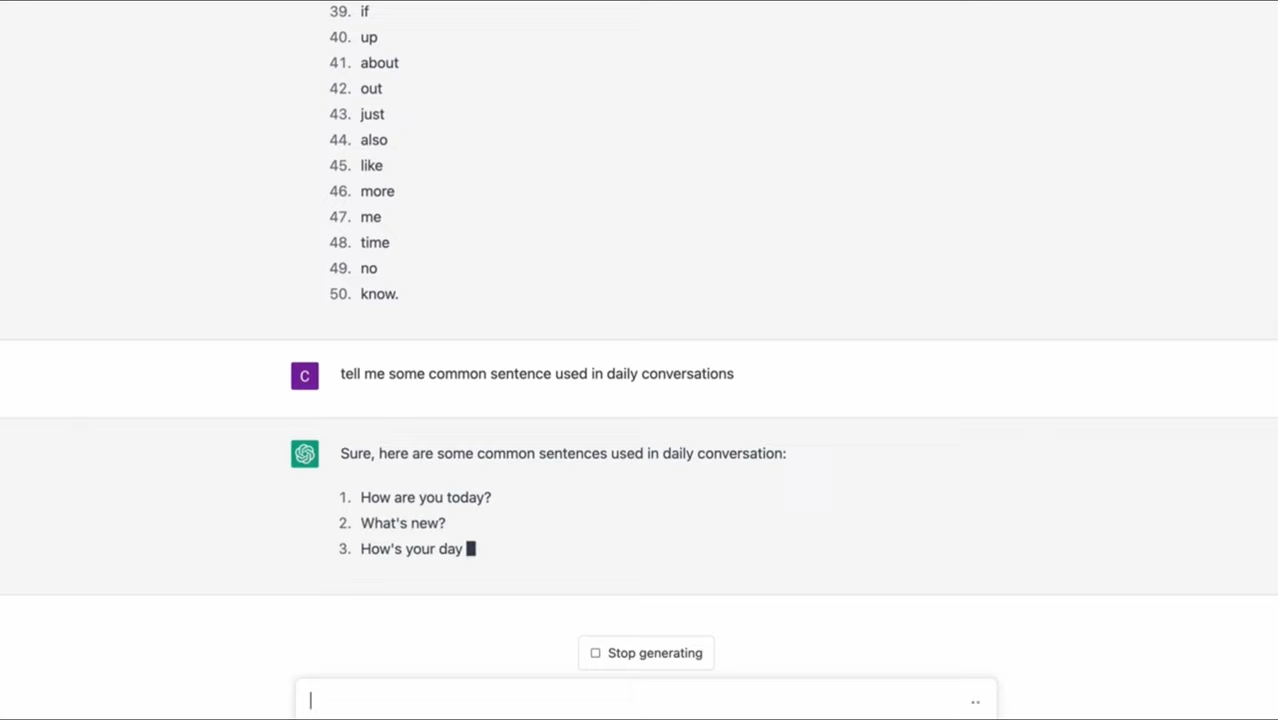 39. if
40. up
41. about
42. out
43. just
44. also
45. like
46. more
47. me
48. time
49. no
50. know.
C
tell me some common sentence used in daily conversations
Sure, here are some common sentences used in daily conversation:
1. How are you today?
2. What's new?
3. How's your day
Stop generating